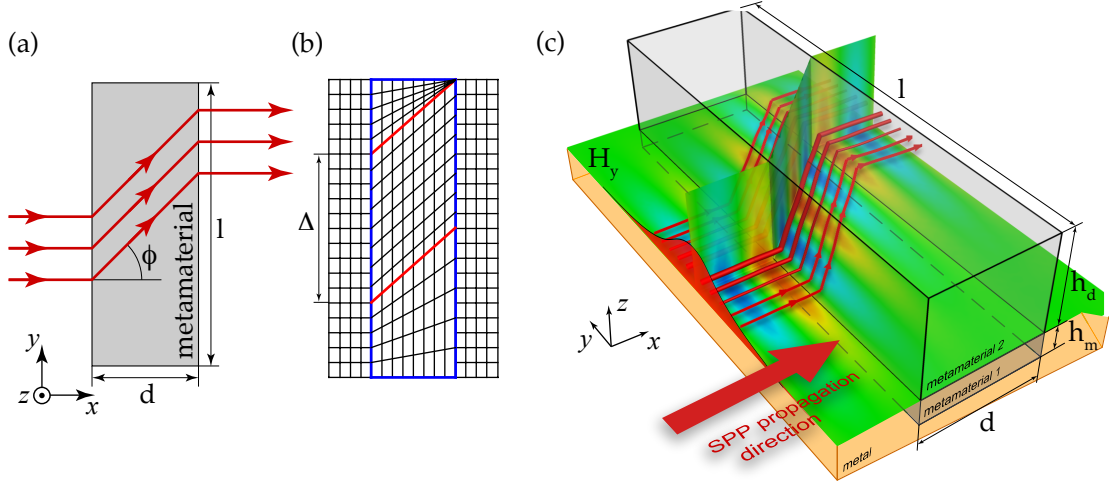 (a)
l
metamaterial
ϕ
y
z
x
d
(b)
Δ
(c)
l
H_y
h_d
h_m
z
y
x
metamaterial 2
metamaterial 1
d
SPP propagation
direction
metal